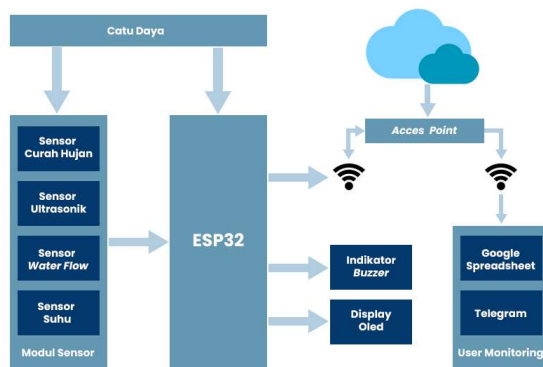 Catu Daya
Acces Point
Sensor
Curah Hujan
Sensor
Ultrasonik
Sensor
Water Flow
Sensor
Suhu
Modul Sensor
ESP32
Indikator
Buzzer
Display
Oled
Google
Spreadsheet
Telegram
User Monitoring